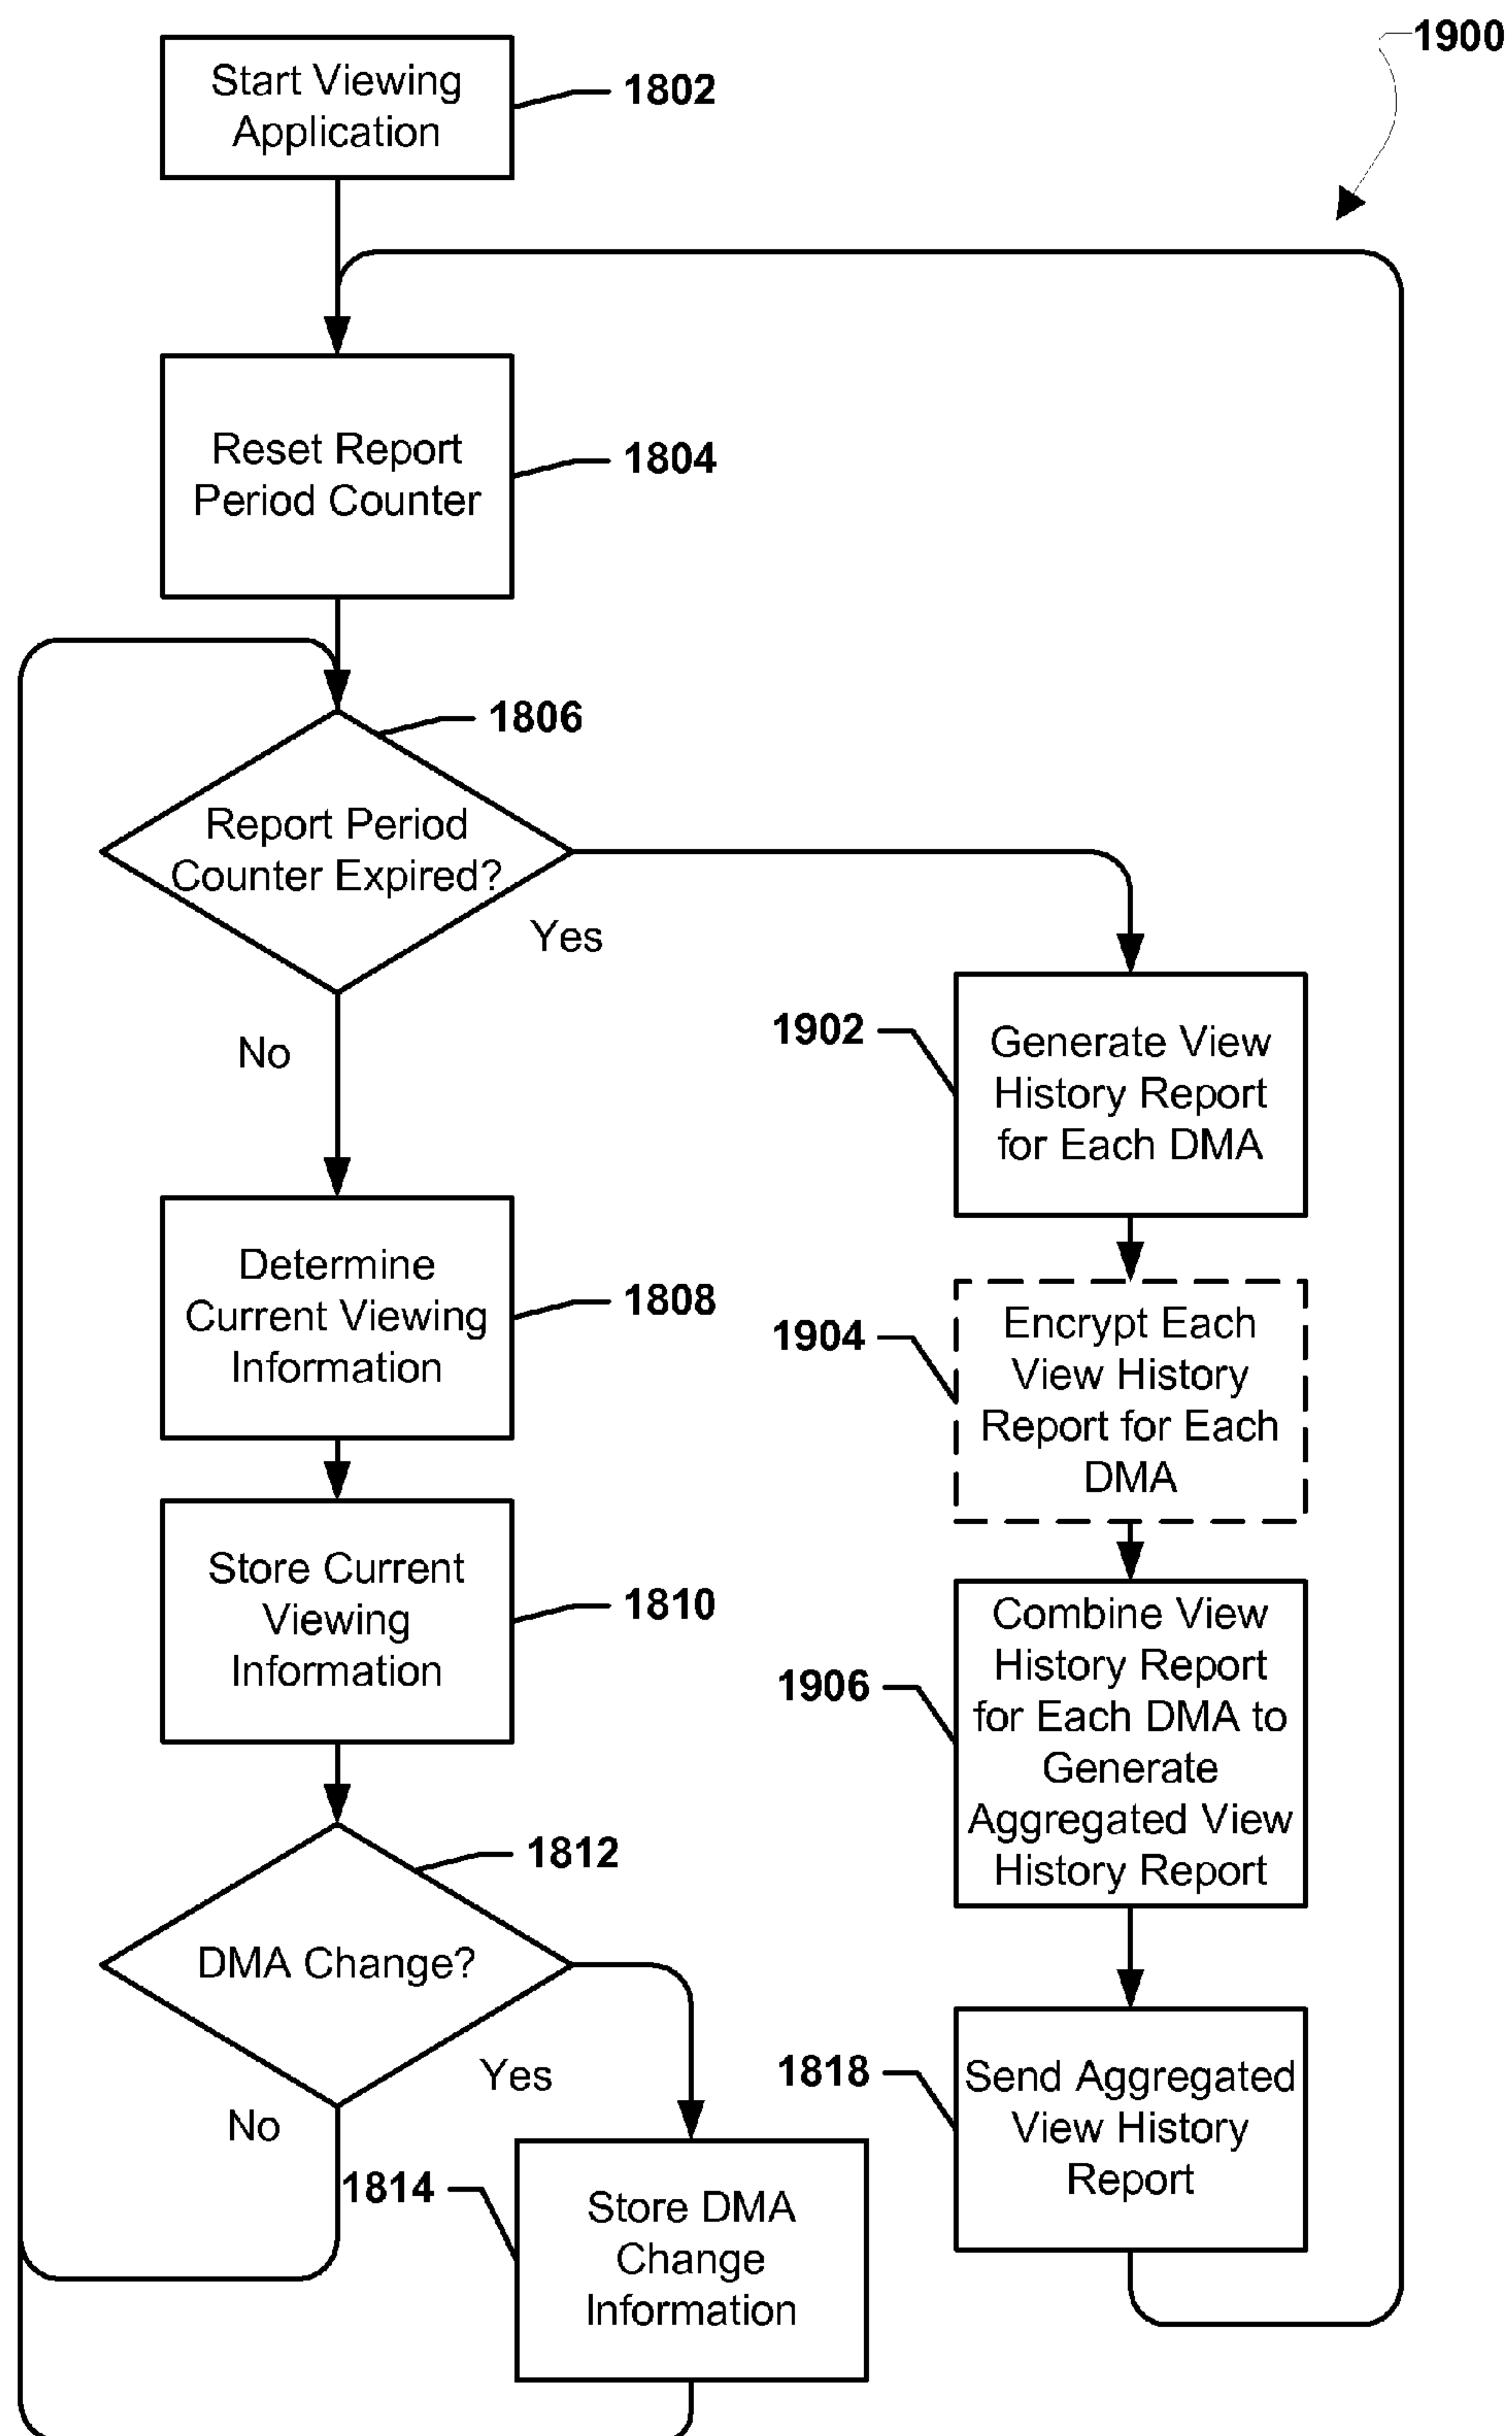 1900
Start Viewing
Application
1802
Reset Report
Period Counter
1804
1806
Report Period
Counter Expired?
Yes
No
1902
Generate View
History Report
for Each DMA
Determine
Current Viewing
Information
1808
1904
Encrypt Each
View History
Report for Each
DMA
Store Current
Viewing
Information
1810
1906
Combine View
History Report
for Each DMA to
Generate
Aggregated View
History Report
1812
DMA Change?
Yes
No
1818
Send Aggregated
View History
Report
1814
Store DMA
Change
Information